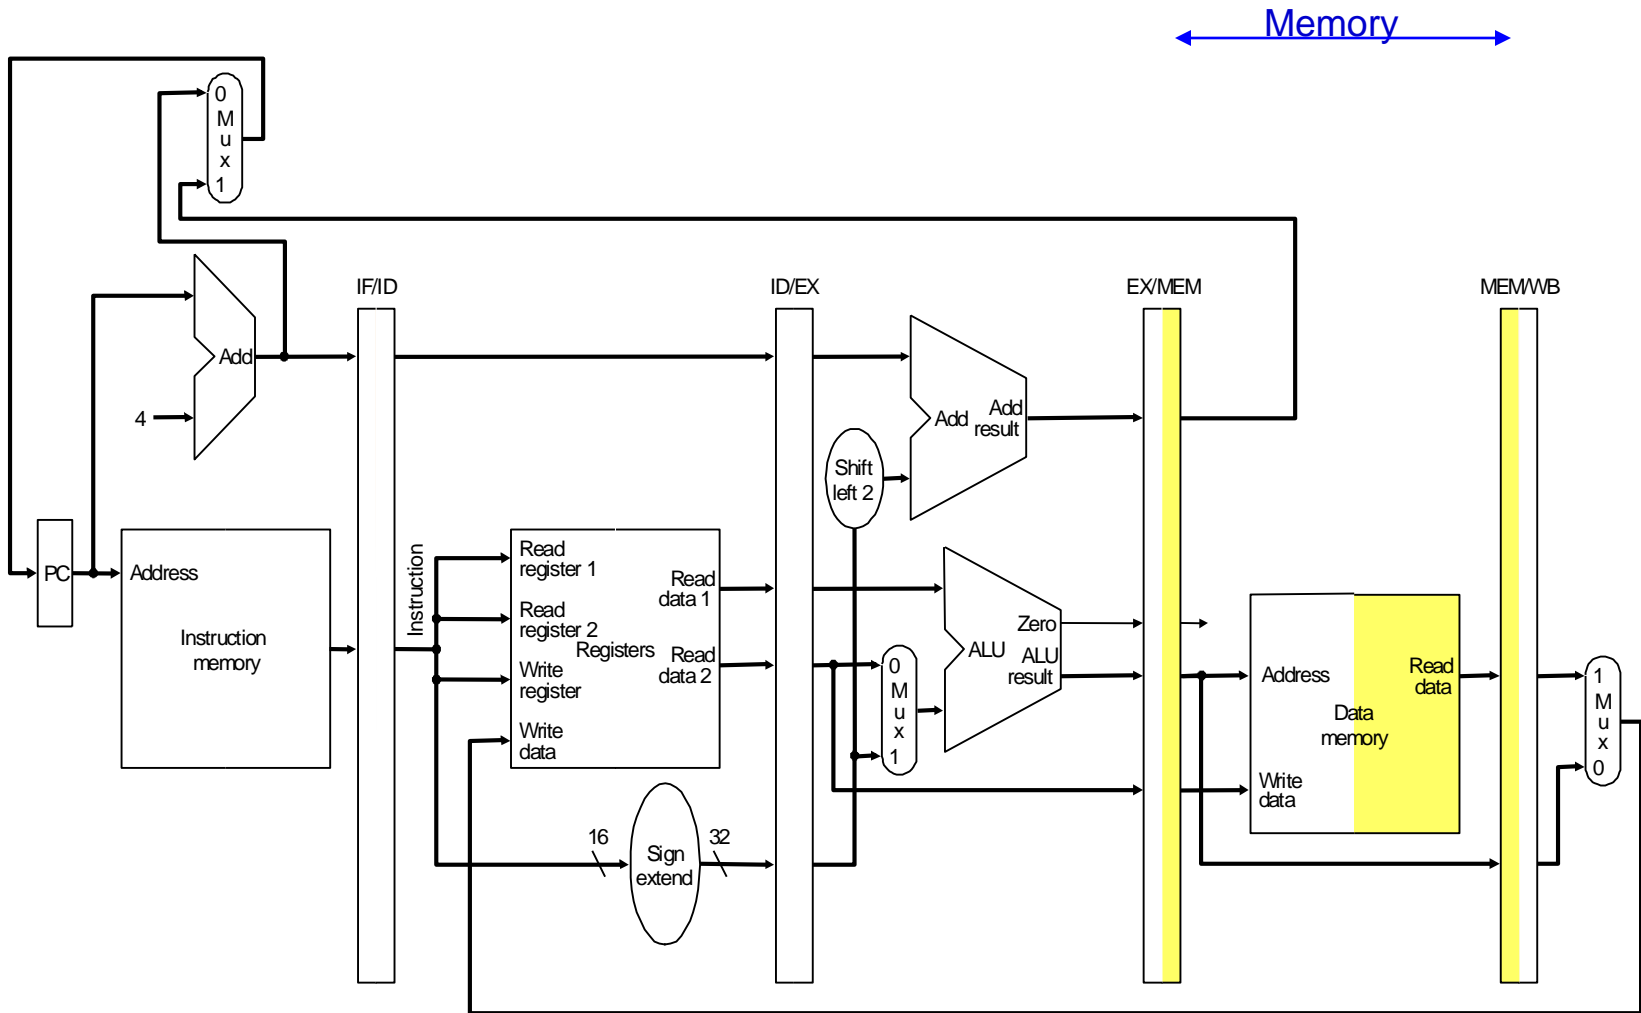 Memory
0
M
u
x
1
IF/ID
ID/EX
EX/MEM
MEM/WB
Add
4
Add
Add
result
Shift
left 2
PC
Address
Instruction
memory
Instruction
Read
register 1
Read
register 2
Write
register
Write
data
Registers
Read
data 1
Read
data 2
0
M
u
x
1
Zero
ALU
ALU
result
Address
Read
data
Data
memory
Write
data
1
M
u
x
0
16
Sign
extend
32